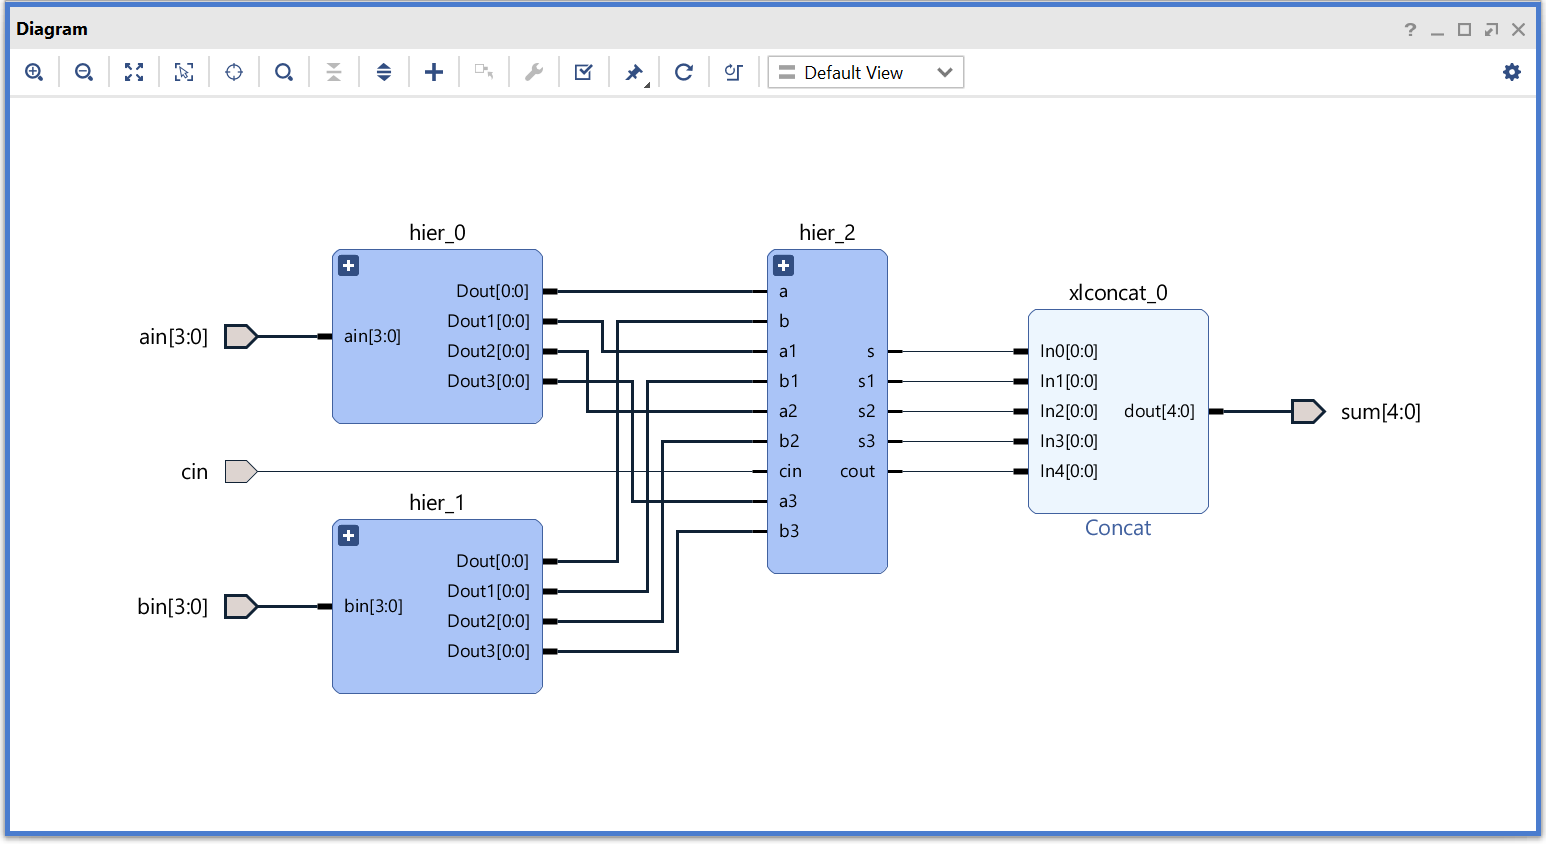 Diagram
?
Default View
hier_0
Dout[0:0]
Dout1[0:0]
ain[3:0]
ain[3:0]
Dout2[0:0]
Dout3[0:0]
cin
hier_1
Dout[0:0]
Dout1[0:0]
bin[3:0]
bin[3:0]
Dout2[0:0]
Dout3[0:0]
hier_2
a
b
a1
s
b1
s1
a2
s2
b2
s3
cin
cout
a3
b3
xlconcat_0
In0[0:0]
In1[0:0]
In2[0:0]
dout[4:0]
In3[0:0]
In4[0:0]
Concat
sum[4:0]